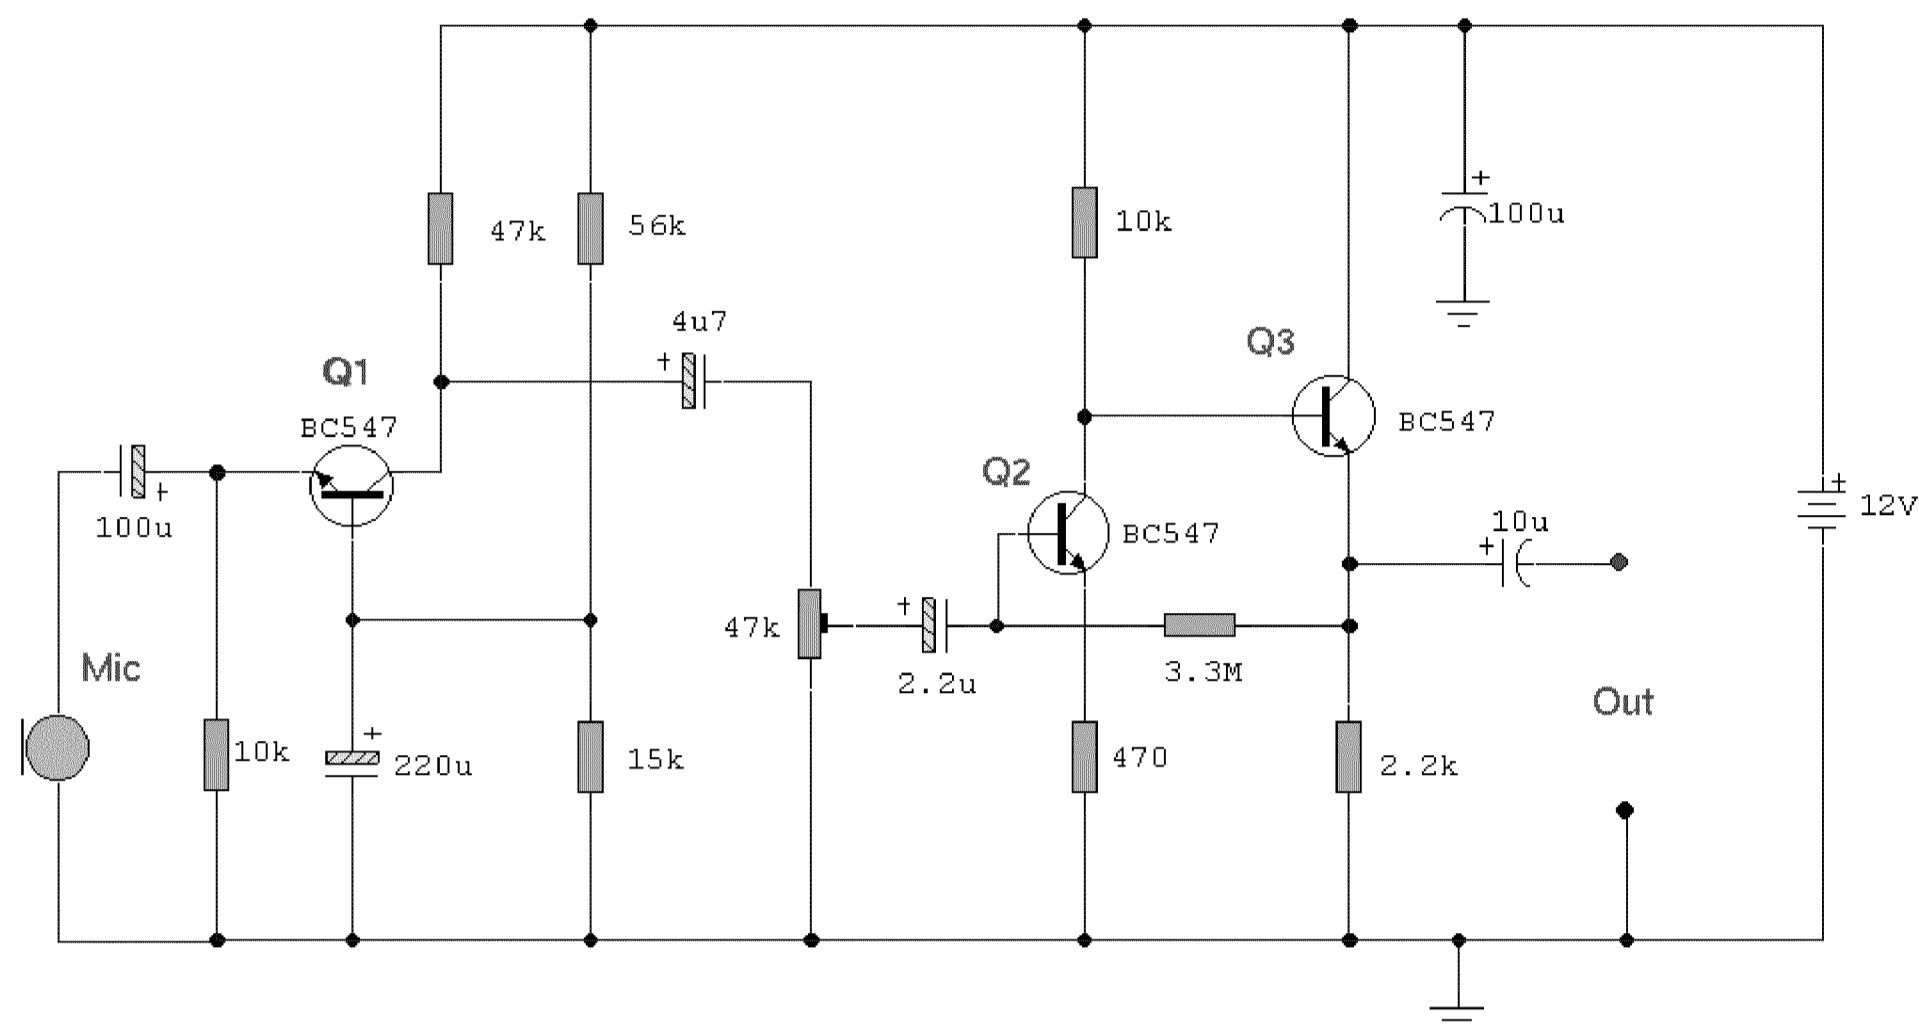 47k
56k
10k
+
100u
4u7
+
Q3
Q1
BC547
BC547
Q2
BC547
+
12V
+
100u
10u
+
47k
+
2.2u
3.3M
Mic
Out
10k
+
220u
15k
470
2.2k